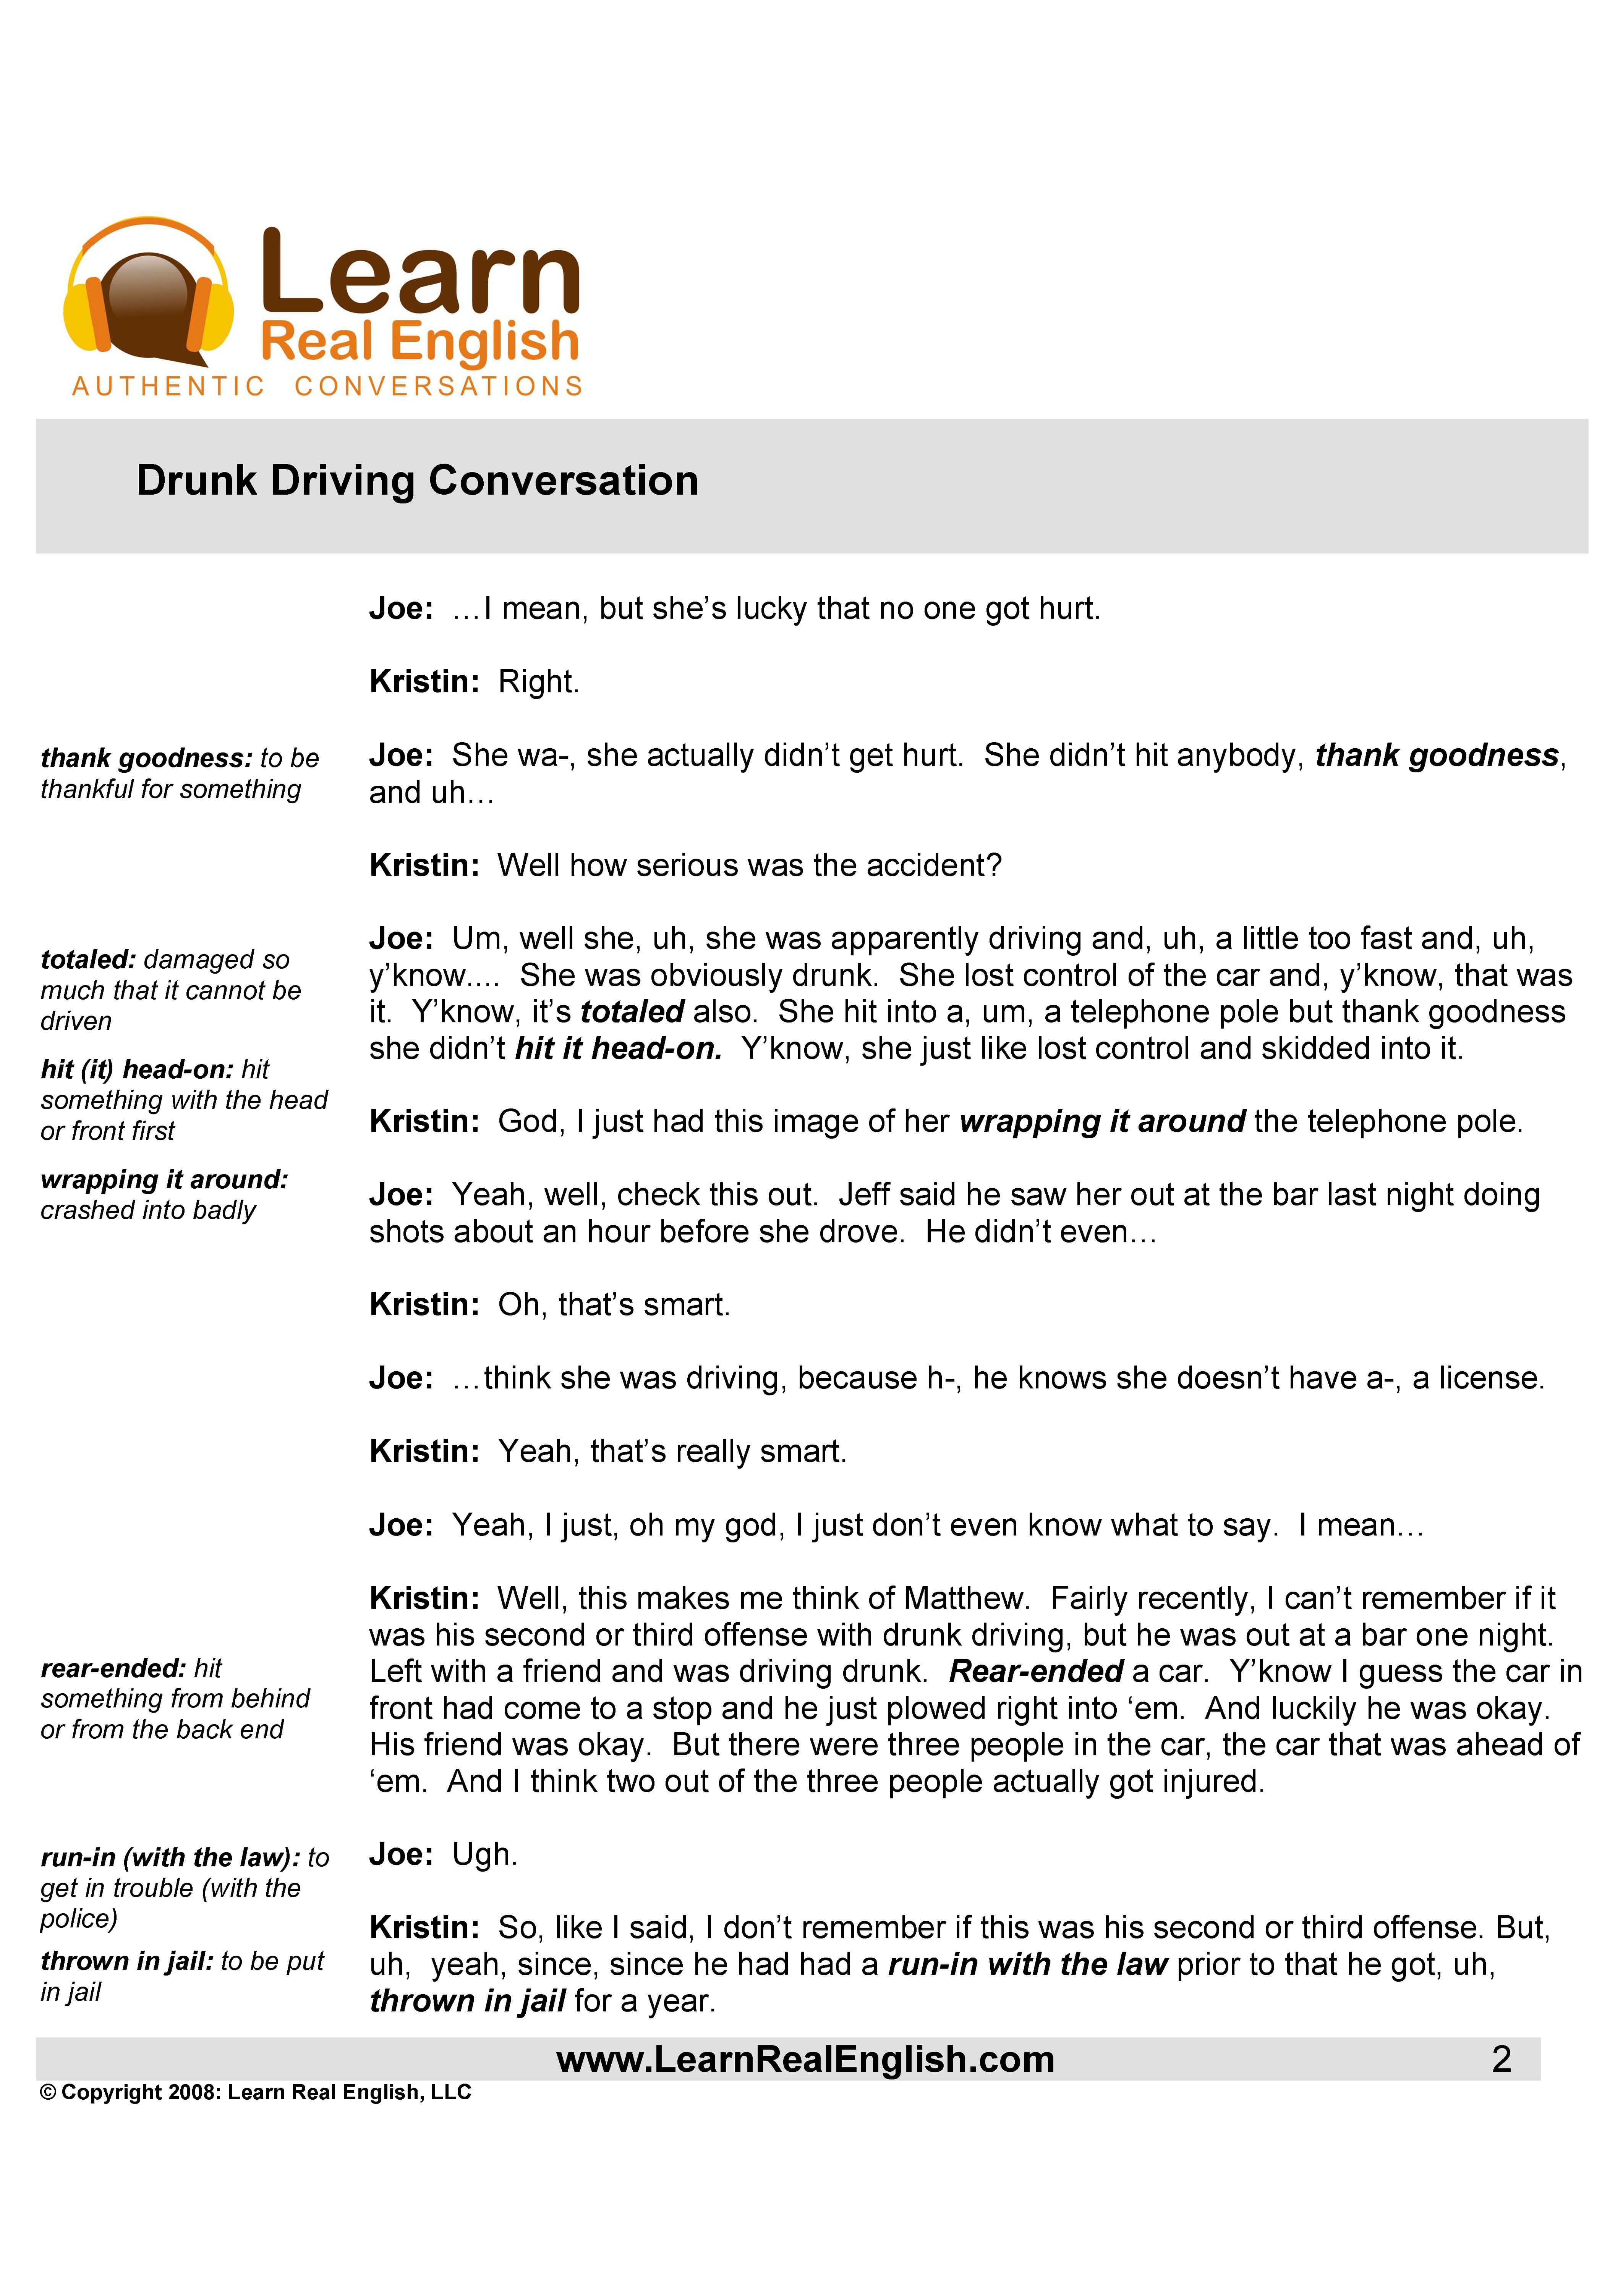 Learn
Real English
AUTHENTIC CONVERSATIONS
Drunk Driving Conversation
Joe: …I mean, but she’s lucky that no one got hurt.
Kristin: Right.
thank goodness: to be
thankful for something
Joe: She wa-, she actually didn’t get hurt. She didn’t hit anybody, thank goodness,
and uh…
Kristin: Well how serious was the accident?
totaled: damaged so
much that it cannot be
driven
hit (it) head-on: hit
something with the head
or front first
wrapping it around:
crashed into badly
Joe: Um, well she, uh, she was apparently driving and, uh, a little too fast and, uh,
y’know…. She was obviously drunk. She lost control of the car and, y’know, that was
it. Y’know, it’s totaled also. She hit into a, um, a telephone pole but thank goodness
she didn’t hit it head-on. Y’know, she just like lost control and skidded into it.
Kristin: God, I just had this image of her wrapping it around the telephone pole.
Joe: Yeah, well, check this out. Jeff said he saw her out at the bar last night doing
shots about an hour before she drove. He didn’t even…
Kristin: Oh, that’s smart.
Joe: …think she was driving, because h-, he knows she doesn’t have a-, a license.
Kristin: Yeah, that’s really smart.
Joe: Yeah, I just, oh my god, I just don’t even know what to say. I mean…
rear-ended: hit
something from behind
or from the back end
Kristin: Well, this makes me think of Matthew. Fairly recently, I can’t remember if it
was his second or third offense with drunk driving, but he was out at a bar one night.
Left with a friend and was driving drunk. Rear-ended a car. Y’know I guess the car in
front had come to a stop and he just plowed right into ‘em. And luckily he was okay.
His friend was okay. But there were three people in the car, the car that was ahead of
‘em. And I think two out of the three people actually got injured.
run-in (with the law): to
get in trouble (with the
police)
thrown in jail: to be put
in jail
Joe: Ugh.
Kristin: So, like I said, I don’t remember if this was his second or third offense. But,
uh, yeah, since, since he had had a run-in with the law prior to that he got, uh,
thrown in jail for a year.
www.LearnRealEnglish.com 2
© Copyright 2008: Learn Real English, LLC